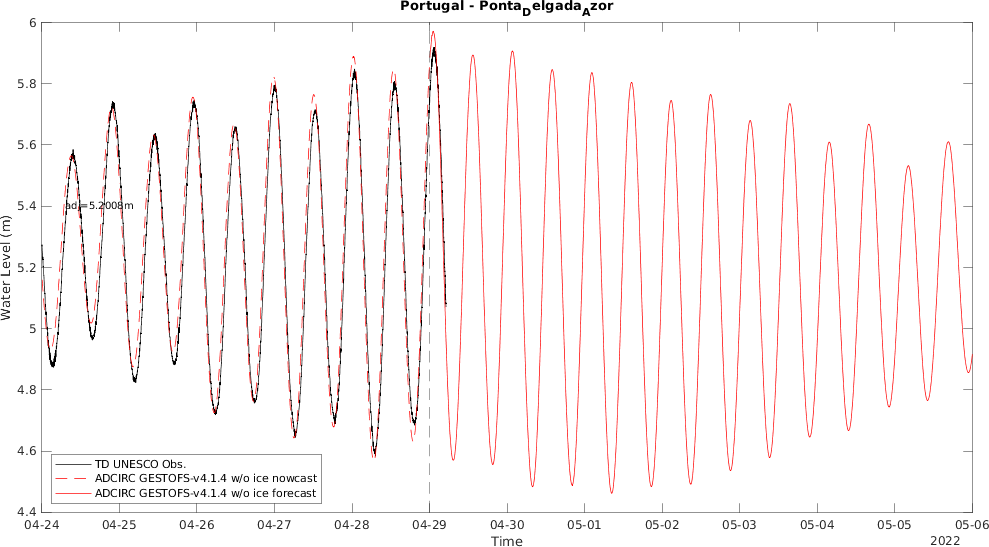 Portugal - PontaDelgadaAzor
6
5.8
5.6
5.4
5.2
5
4.8
4.6
4.4
Water Level (m)
adj=5.2008m
TD UNESCO Obs.
ADCIRC GESTOFS-v4.1.4 w/o ice nowcast
ADCIRC GESTOFS-v4.1.4 w/o ice forecast
04-24 04-25 04-26 04-27 04-28 04-29 04-30 05-01 05-02 05-03 05-04 05-05 05-06
Time
2022